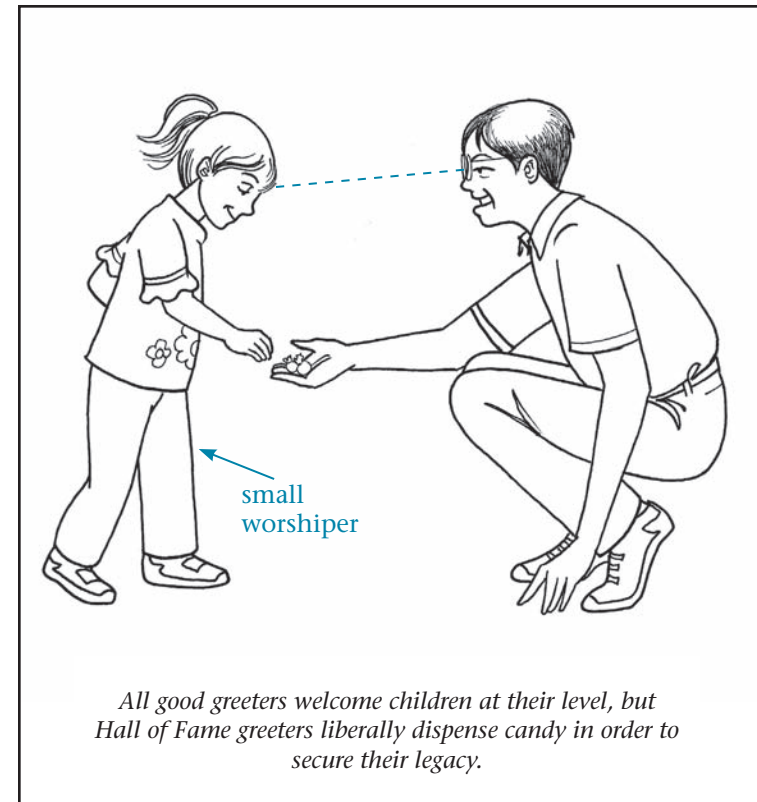 small
worshiper
All good greeters welcome children at their level, but
Hall of Fame greeters liberally dispense candy in order to
secure their legacy.